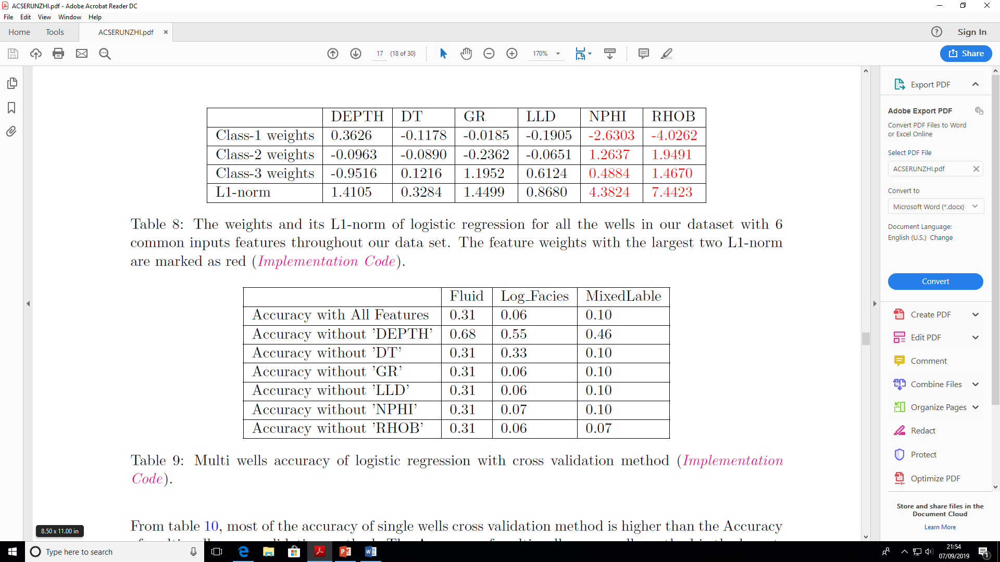 ACSERUNZHI.pdf - Adobe Acrobat Reader DC
File Edit View Window Help
Home Tools ACSERUNZHI.pdf × Sign In
17 (18 of 30) 170% Share
DEPTH DT GR LLD NPHI RHOB
Class-1 weights 0.3626 -0.1178 -0.0185 -0.1905 -2.6303 -4.0262
Class-2 weights -0.0963 -0.0890 -0.2362 -0.0651 1.2637 1.9491
Class-3 weights -0.9516 0.1216 1.1952 0.6124 0.4884 1.4670
L1-norm 1.4105 0.3284 1.4499 0.8680 4.3824 7.4423
Table 8: The weights and its L1-norm of logistic regression for all the wells in our dataset with 6
common inputs features throughout our data set. The feature weights with the largest two L1-norm
are marked as red (Implementation Code).
Fluid Log_Facies MixedLable
Accuracy with All Features 0.31 0.06 0.10
Accuracy without 'DEPTH' 0.68 0.55 0.46
Accuracy without 'DT' 0.31 0.33 0.10
Accuracy without 'GR' 0.31 0.06 0.10
Accuracy without 'LLD' 0.31 0.06 0.10
Accuracy without 'NPHI' 0.31 0.07 0.10
Accuracy without 'RHOB' 0.31 0.06 0.07
Table 9: Multi wells accuracy of logistic regression with cross validation method (Implementation
Code).
From table 10, most of the accuracy of single wells cross validation method is higher than the Accuracy
8.50 x 11.00 in
Export PDF
Adobe Export PDF
Convert PDF Files to Word
or Excel Online
Select PDF File
ACSERUNZHI.pdf
Convert to
Microsoft Word (*.docx)
Document Language:
English (U.S.) Change
Convert
Create PDF
Edit PDF
Comment
Combine Files
Organize Pages
Redact
Protect
Optimize PDF
Store and share files in the
Document Cloud
Learn More
Type here to search
21:54
07/09/2019
1